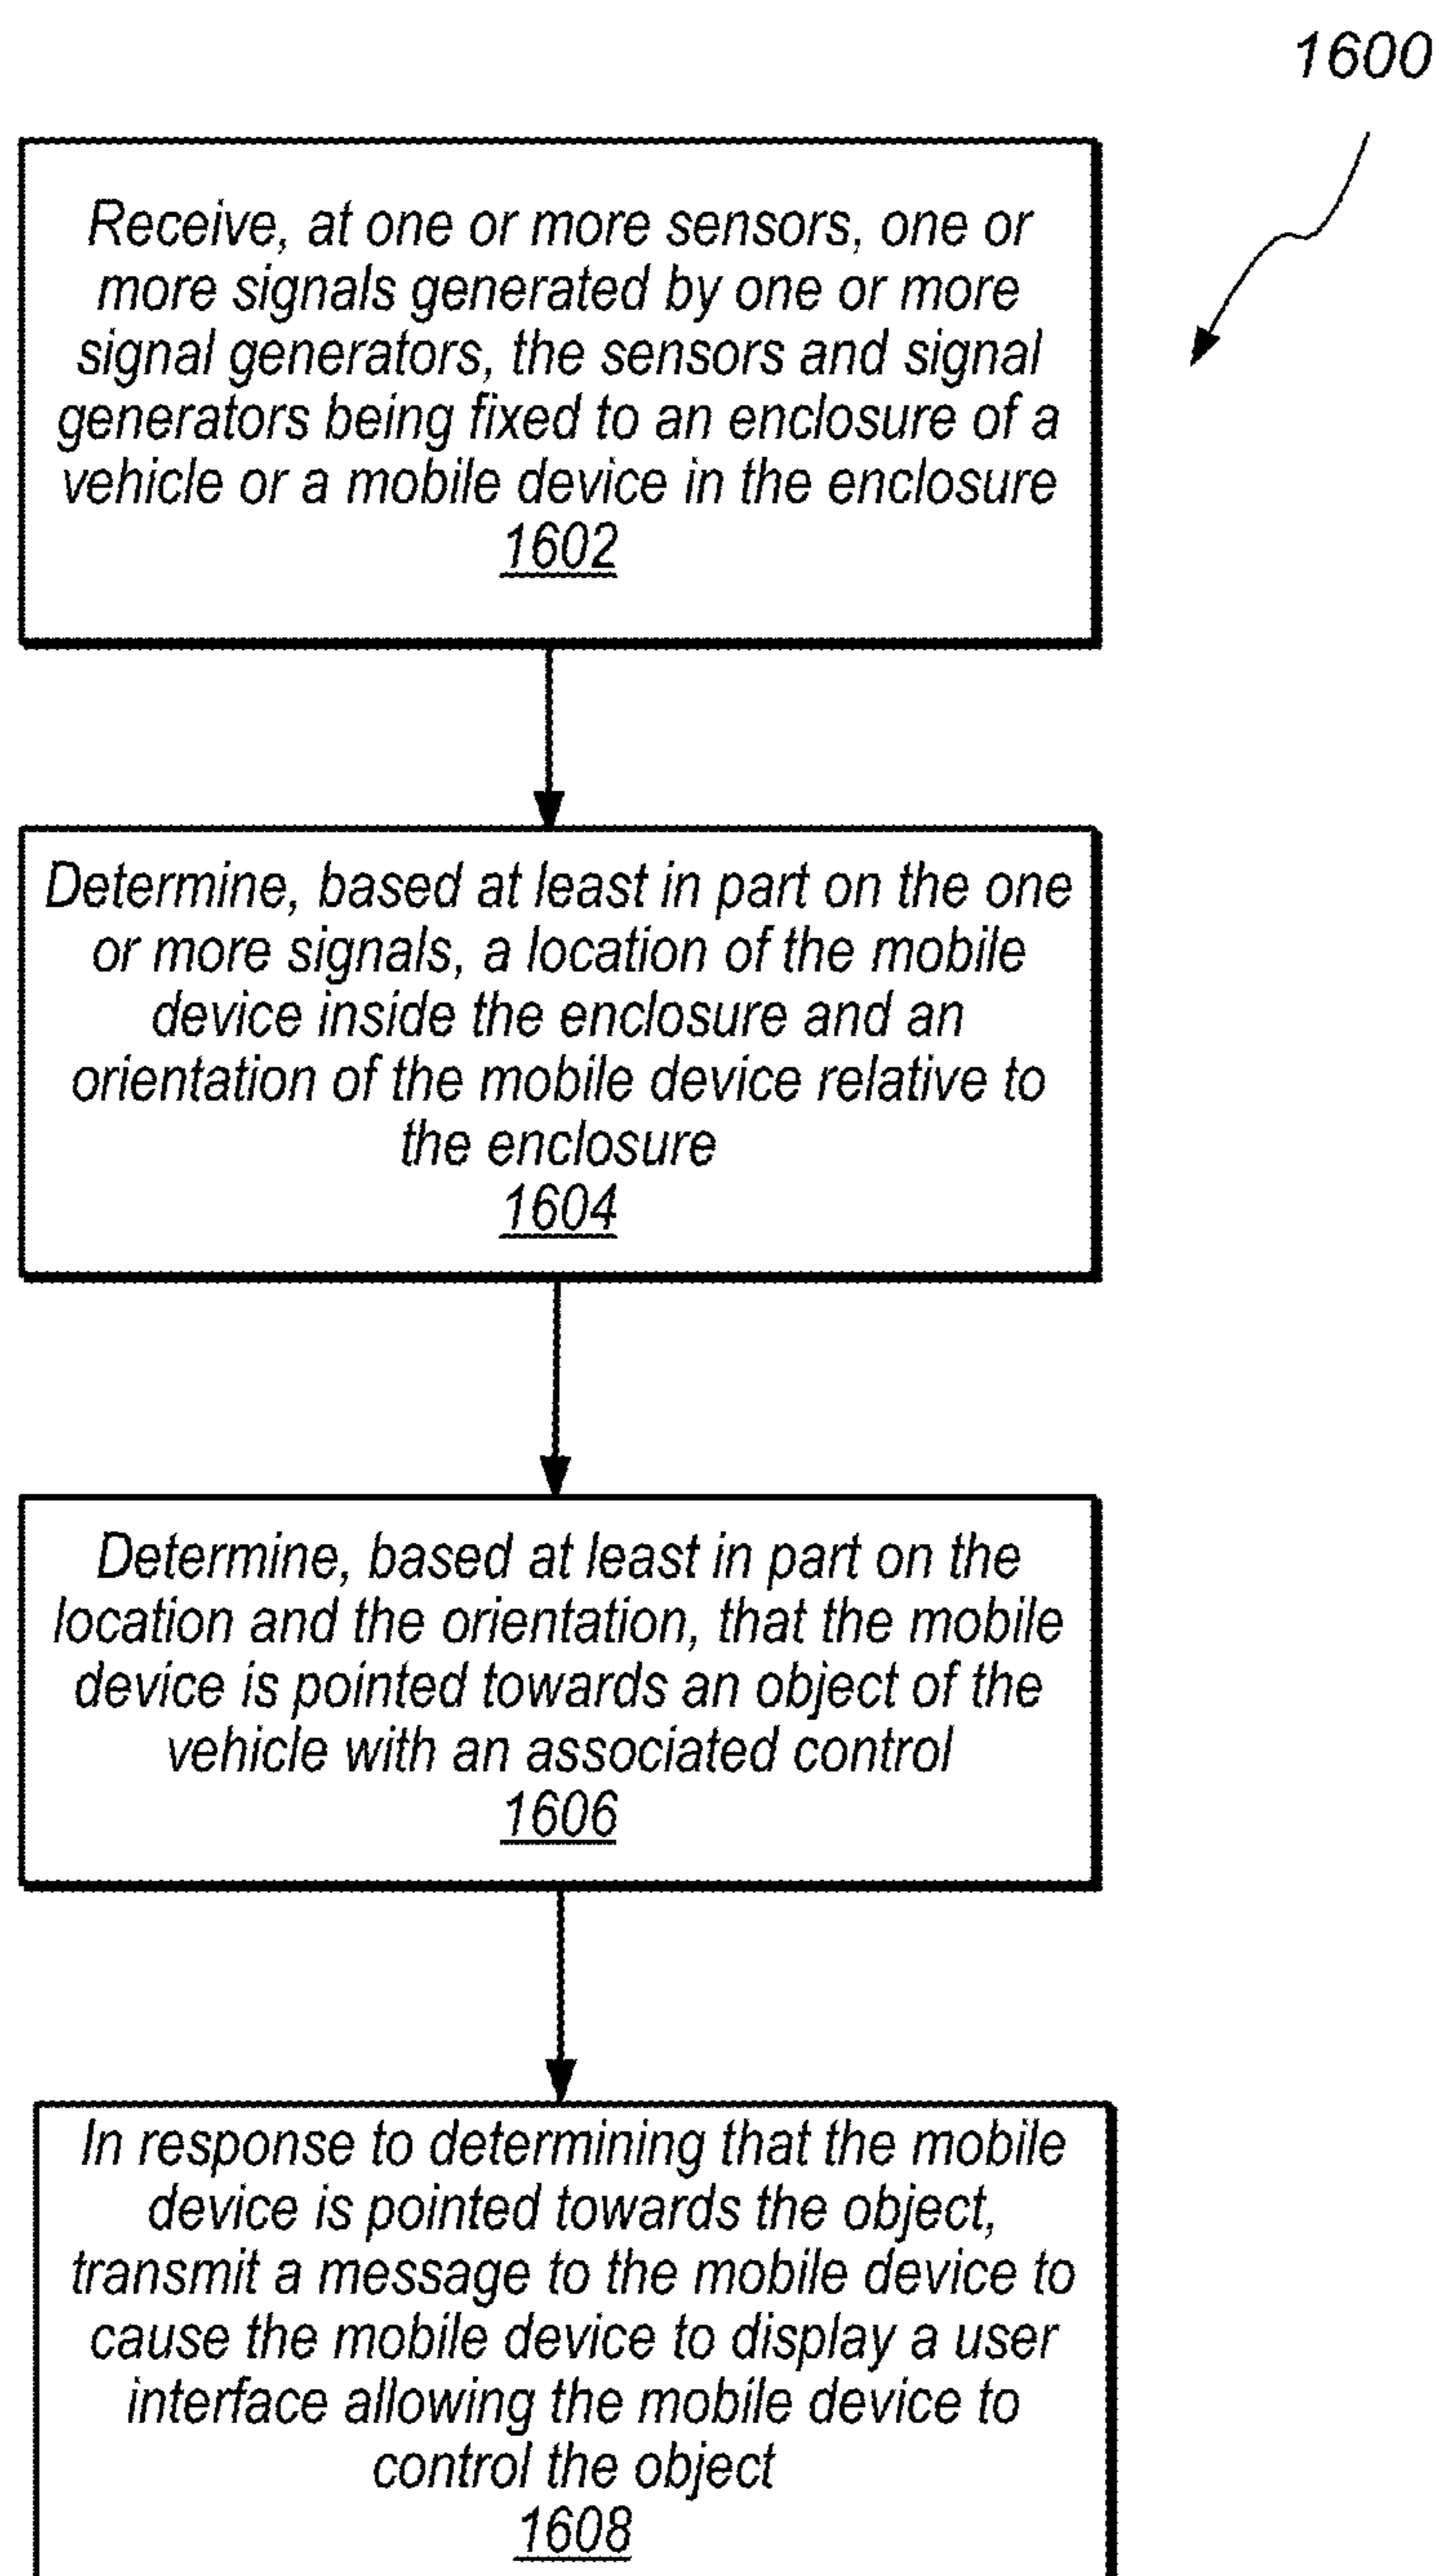 1600
Receive, at one or more sensors, one or
more signals generated by one or more
signal generators, the sensors and signal
generators being fixed to an enclosure of a
vehicle or a mobile device in the enclosure
1602
Determine, based at least in part on the one
or more signals, a location of the mobile
device inside the enclosure and an
orientation of the mobile device relative to
the enclosure
1604
Determine, based at least in part on the
location and the orientation, that the mobile
device is pointed towards an object of the
vehicle with an associated control
1606
In response to determining that the mobile
device is pointed towards the object,
transmit a message to the mobile device to
cause the mobile device to display a user
interface allowing the mobile device to
control the object
1608